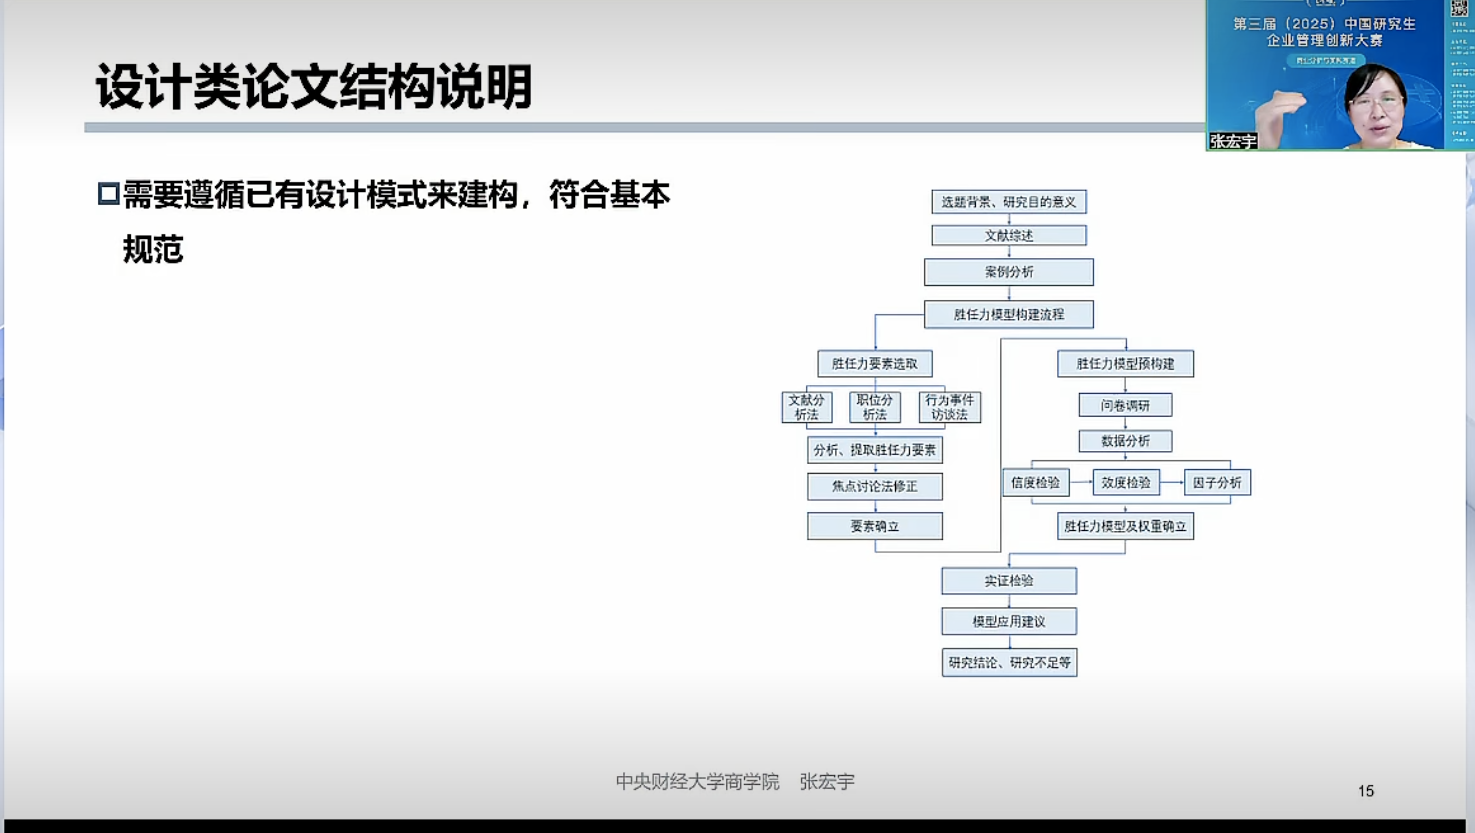 设计类论文结构说明
第三届（2025）中国研究生
企业管理创新大赛
张宏宇
需要遵循已有设计模式来建构，符合基本
规范
选题背景、研究目的意义
文献综述
案例分析
胜任力模型构建流程
胜任力要素选取
文献分
析法
职位分
析法
行为事件
访谈法
分析、提取胜任力要素
焦点讨论法修正
要素确立
胜任力模型预构建
问卷调研
数据分析
信度检验
效度检验
因子分析
胜任力模型及权重确立
实证检验
模型应用建议
研究结论、研究不足等
中央财经大学商学院 张宏宇
15